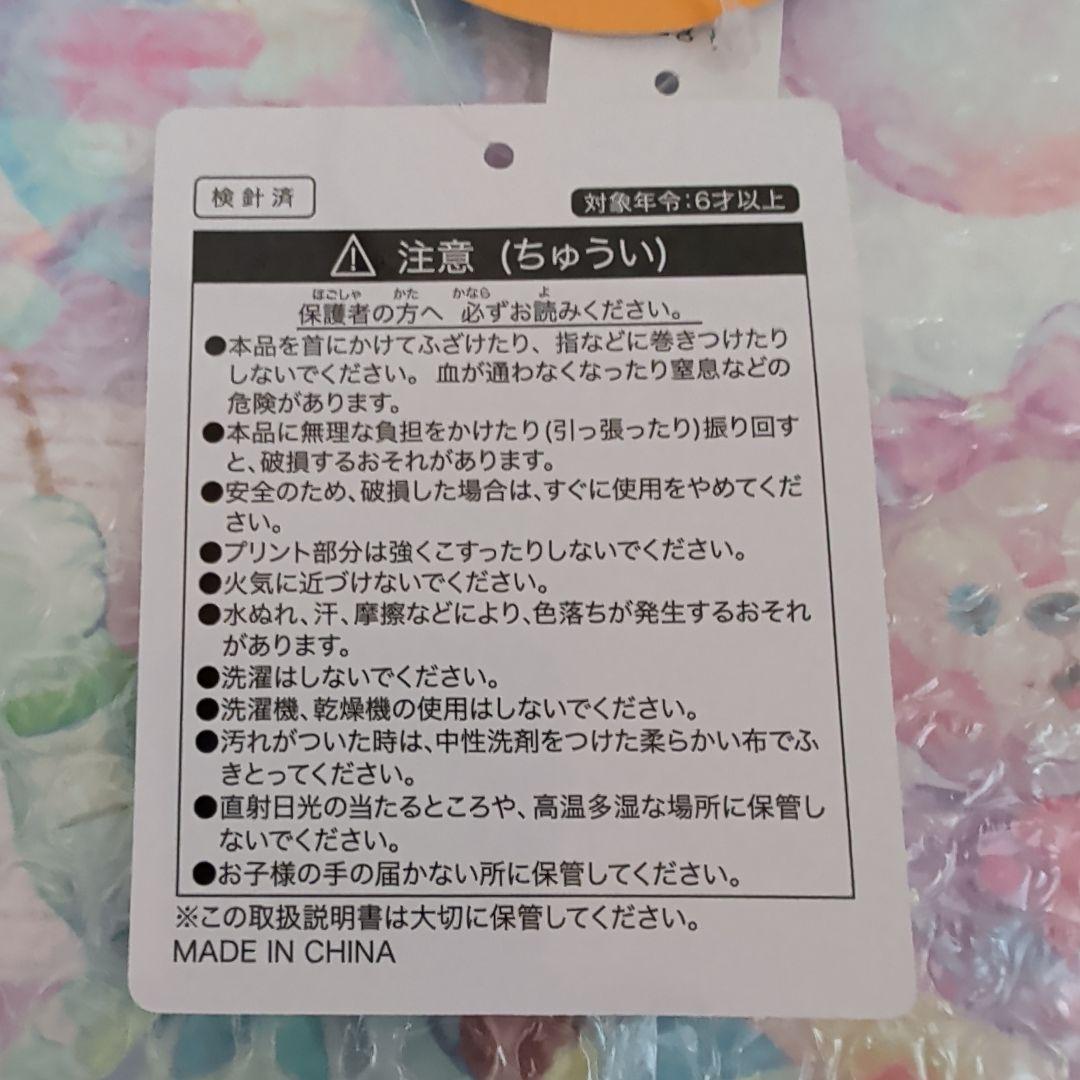 検針済
対象年令:6才以上
注意 (ちゅうい)
ほごしゃ かた かなら よ
保護者の方へ 必ずお読みください。
●本品を首にかけてふざけたり、指などに巻きつけたり
しないでください。血が通わなくなったり窒息などの
危険があります。
●本品に無理な負担をかけたり(引っ張ったり)振り回す
と、破損するおそれがあります。
●安全のため、破損した場合は、すぐに使用をやめてくだ
さい。
●プリント部分は強くこすったりしないでください。
●火気に近づけないでください。
●水ぬれ、汗、摩擦などにより、色落ちが発生するおそれ
があります。
●洗濯はしないでください。
●洗濯機、乾燥機の使用はしないでください。
●汚れがついた時は、中性洗剤をつけた柔らかい布でふ
きとってください。
●直射日光の当たるところや、高温多湿な場所に保管し
ないでください。
●お子様の手の届かない所に保管してください。
※この取扱説明書は大切に保管してください。
MADE IN CHINA